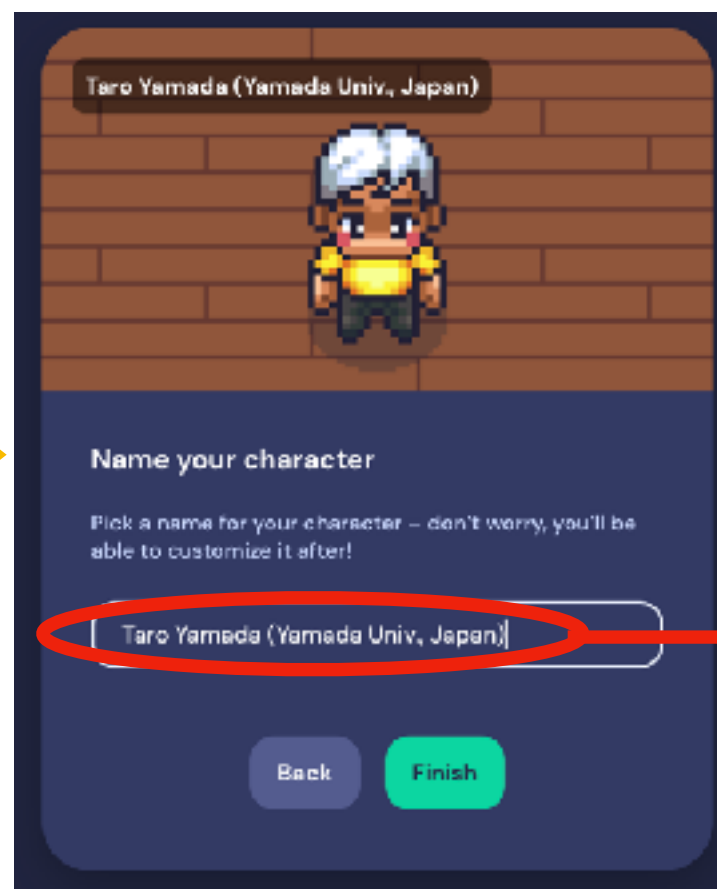 Taro Yamada (Yamada Univ., Japan)
Name your character
Pick a name for your character – don't worry, you'll be
able to customize it after!
Taro Yamada (Yamada Univ., Japan)
Back
Finish